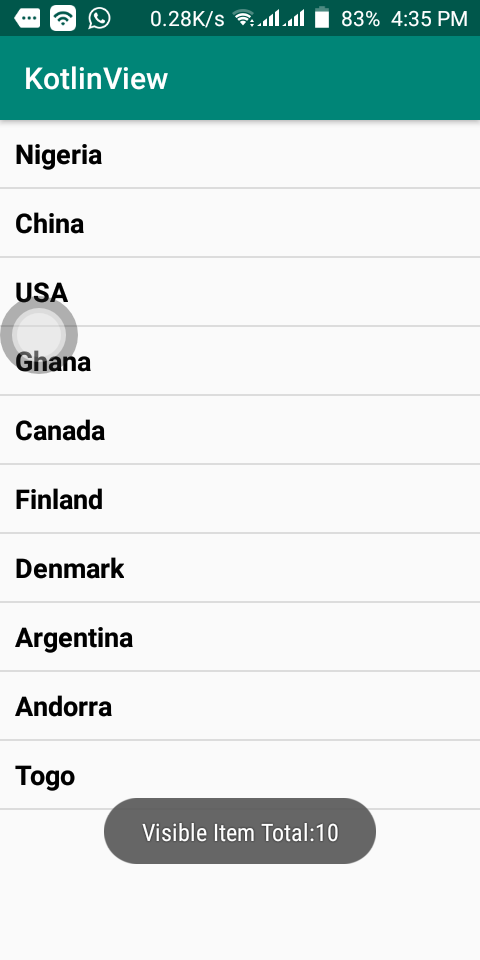 0.28K/s 83% 4:35 PM
KotlinView
Nigeria
China
USA
Ghana
Canada
Finland
Denmark
Argentina
Andorra
Togo
Visible Item Total:10